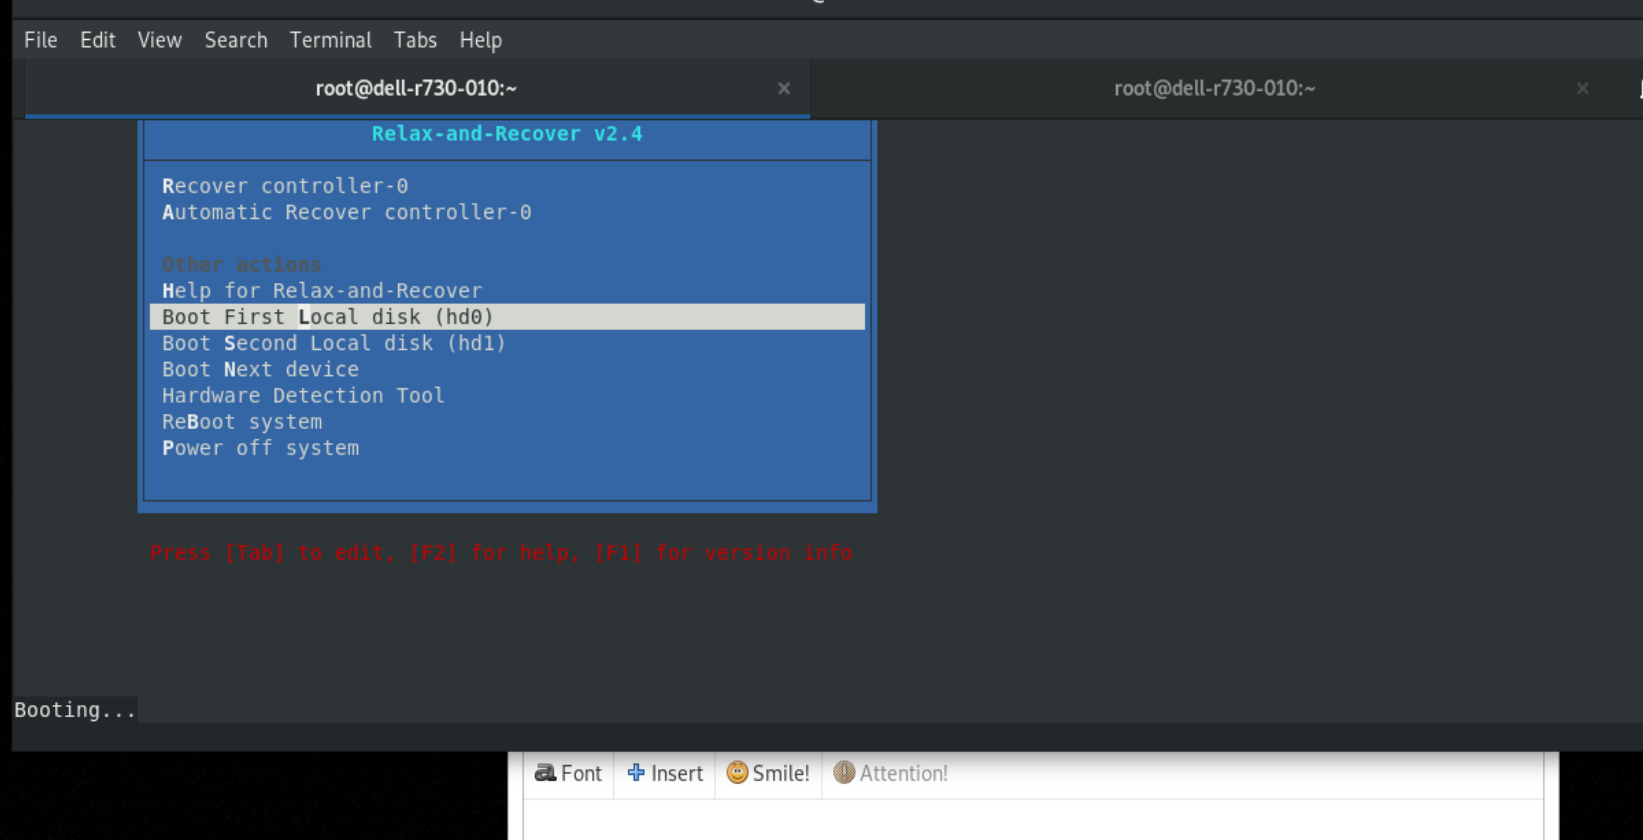 File Edit View Search Terminal Tabs Help
root@dell-r730-010:~ × root@dell-r730-010:~ ×
Relax-and-Recover v2.4
Recover controller-0
Automatic Recover controller-0
Other actions
Help for Relax-and-Recover
Boot First Local disk (hd0)
Boot Second Local disk (hd1)
Boot Next device
Hardware Detection Tool
ReBoot system
Power off system
Press [Tab] to edit, [F2] for help, [F1] for version info
Booting...
Font Insert Smile! Attention!